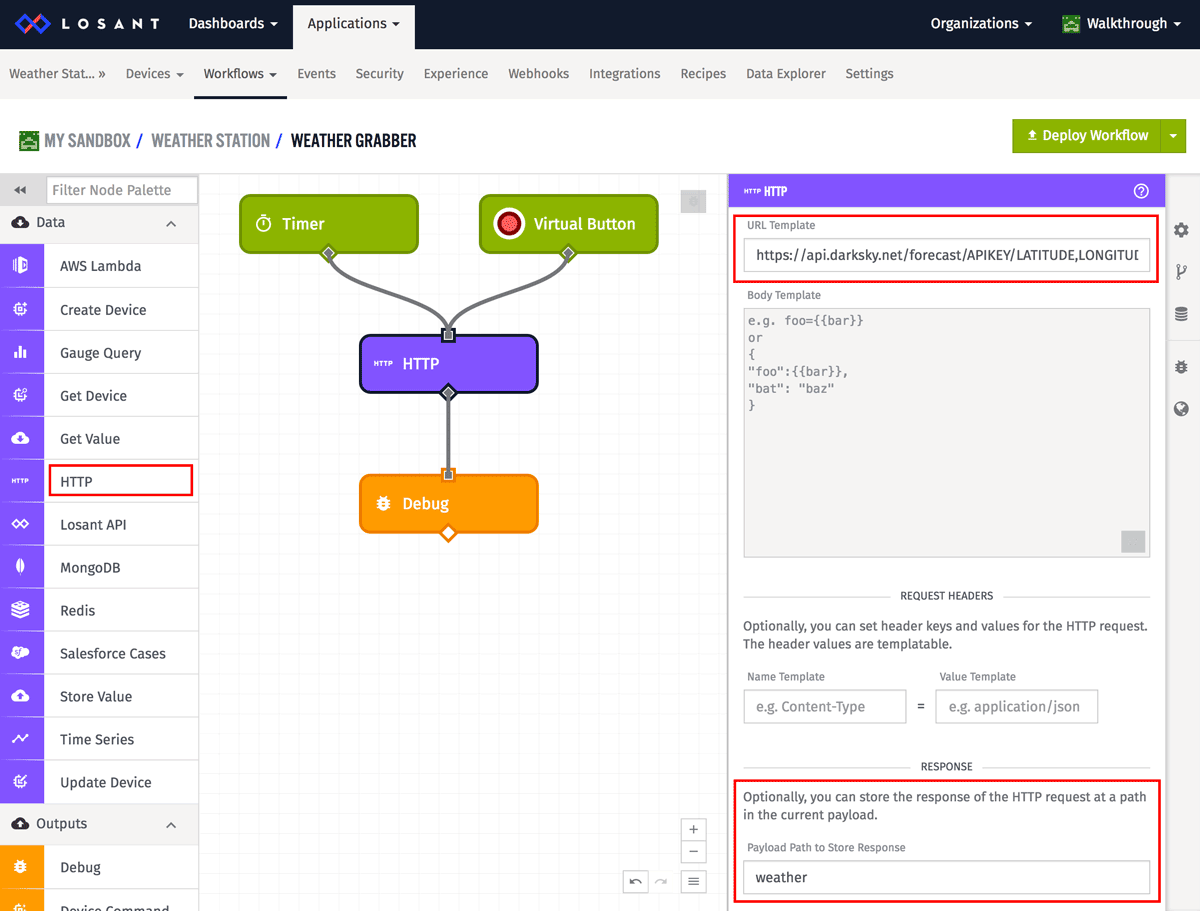 LOSANT
Dashboards
Applications
Organizations
Walkthrough
Weather Stat... »
Devices
Workflows
Events
Security
Experience
Webhooks
Integrations
Recipes
Data Explorer
Settings
MY SANDBOX / WEATHER STATION / WEATHER GRABBER
Deploy Workflow
Filter Node Palette
Data
AWS Lambda
Create Device
Gauge Query
Get Device
Get Value
HTTP HTTP
Losant API
MongoDB
Redis
Salesforce Cases
Store Value
Time Series
Update Device
Outputs
Debug
Device Command
Timer
Virtual Button
HTTP HTTP
Debug
HTTP HTTP
URL Template
https://api.darksky.net/forecast/APIKEY/LATITUDE,LONGITUD
Body Template
e.g. foo={{bar}}
or
{
"foo":{{bar}},
"bat": "baz"
}
REQUEST HEADERS
Optionally, you can set header keys and values for the HTTP request.
The header values are templatable.
Name Template
Value Template
e.g. Content-Type = e.g. application/json
RESPONSE
Optionally, you can store the response of the HTTP request at a path
in the current payload.
Payload Path to Store Response
weather